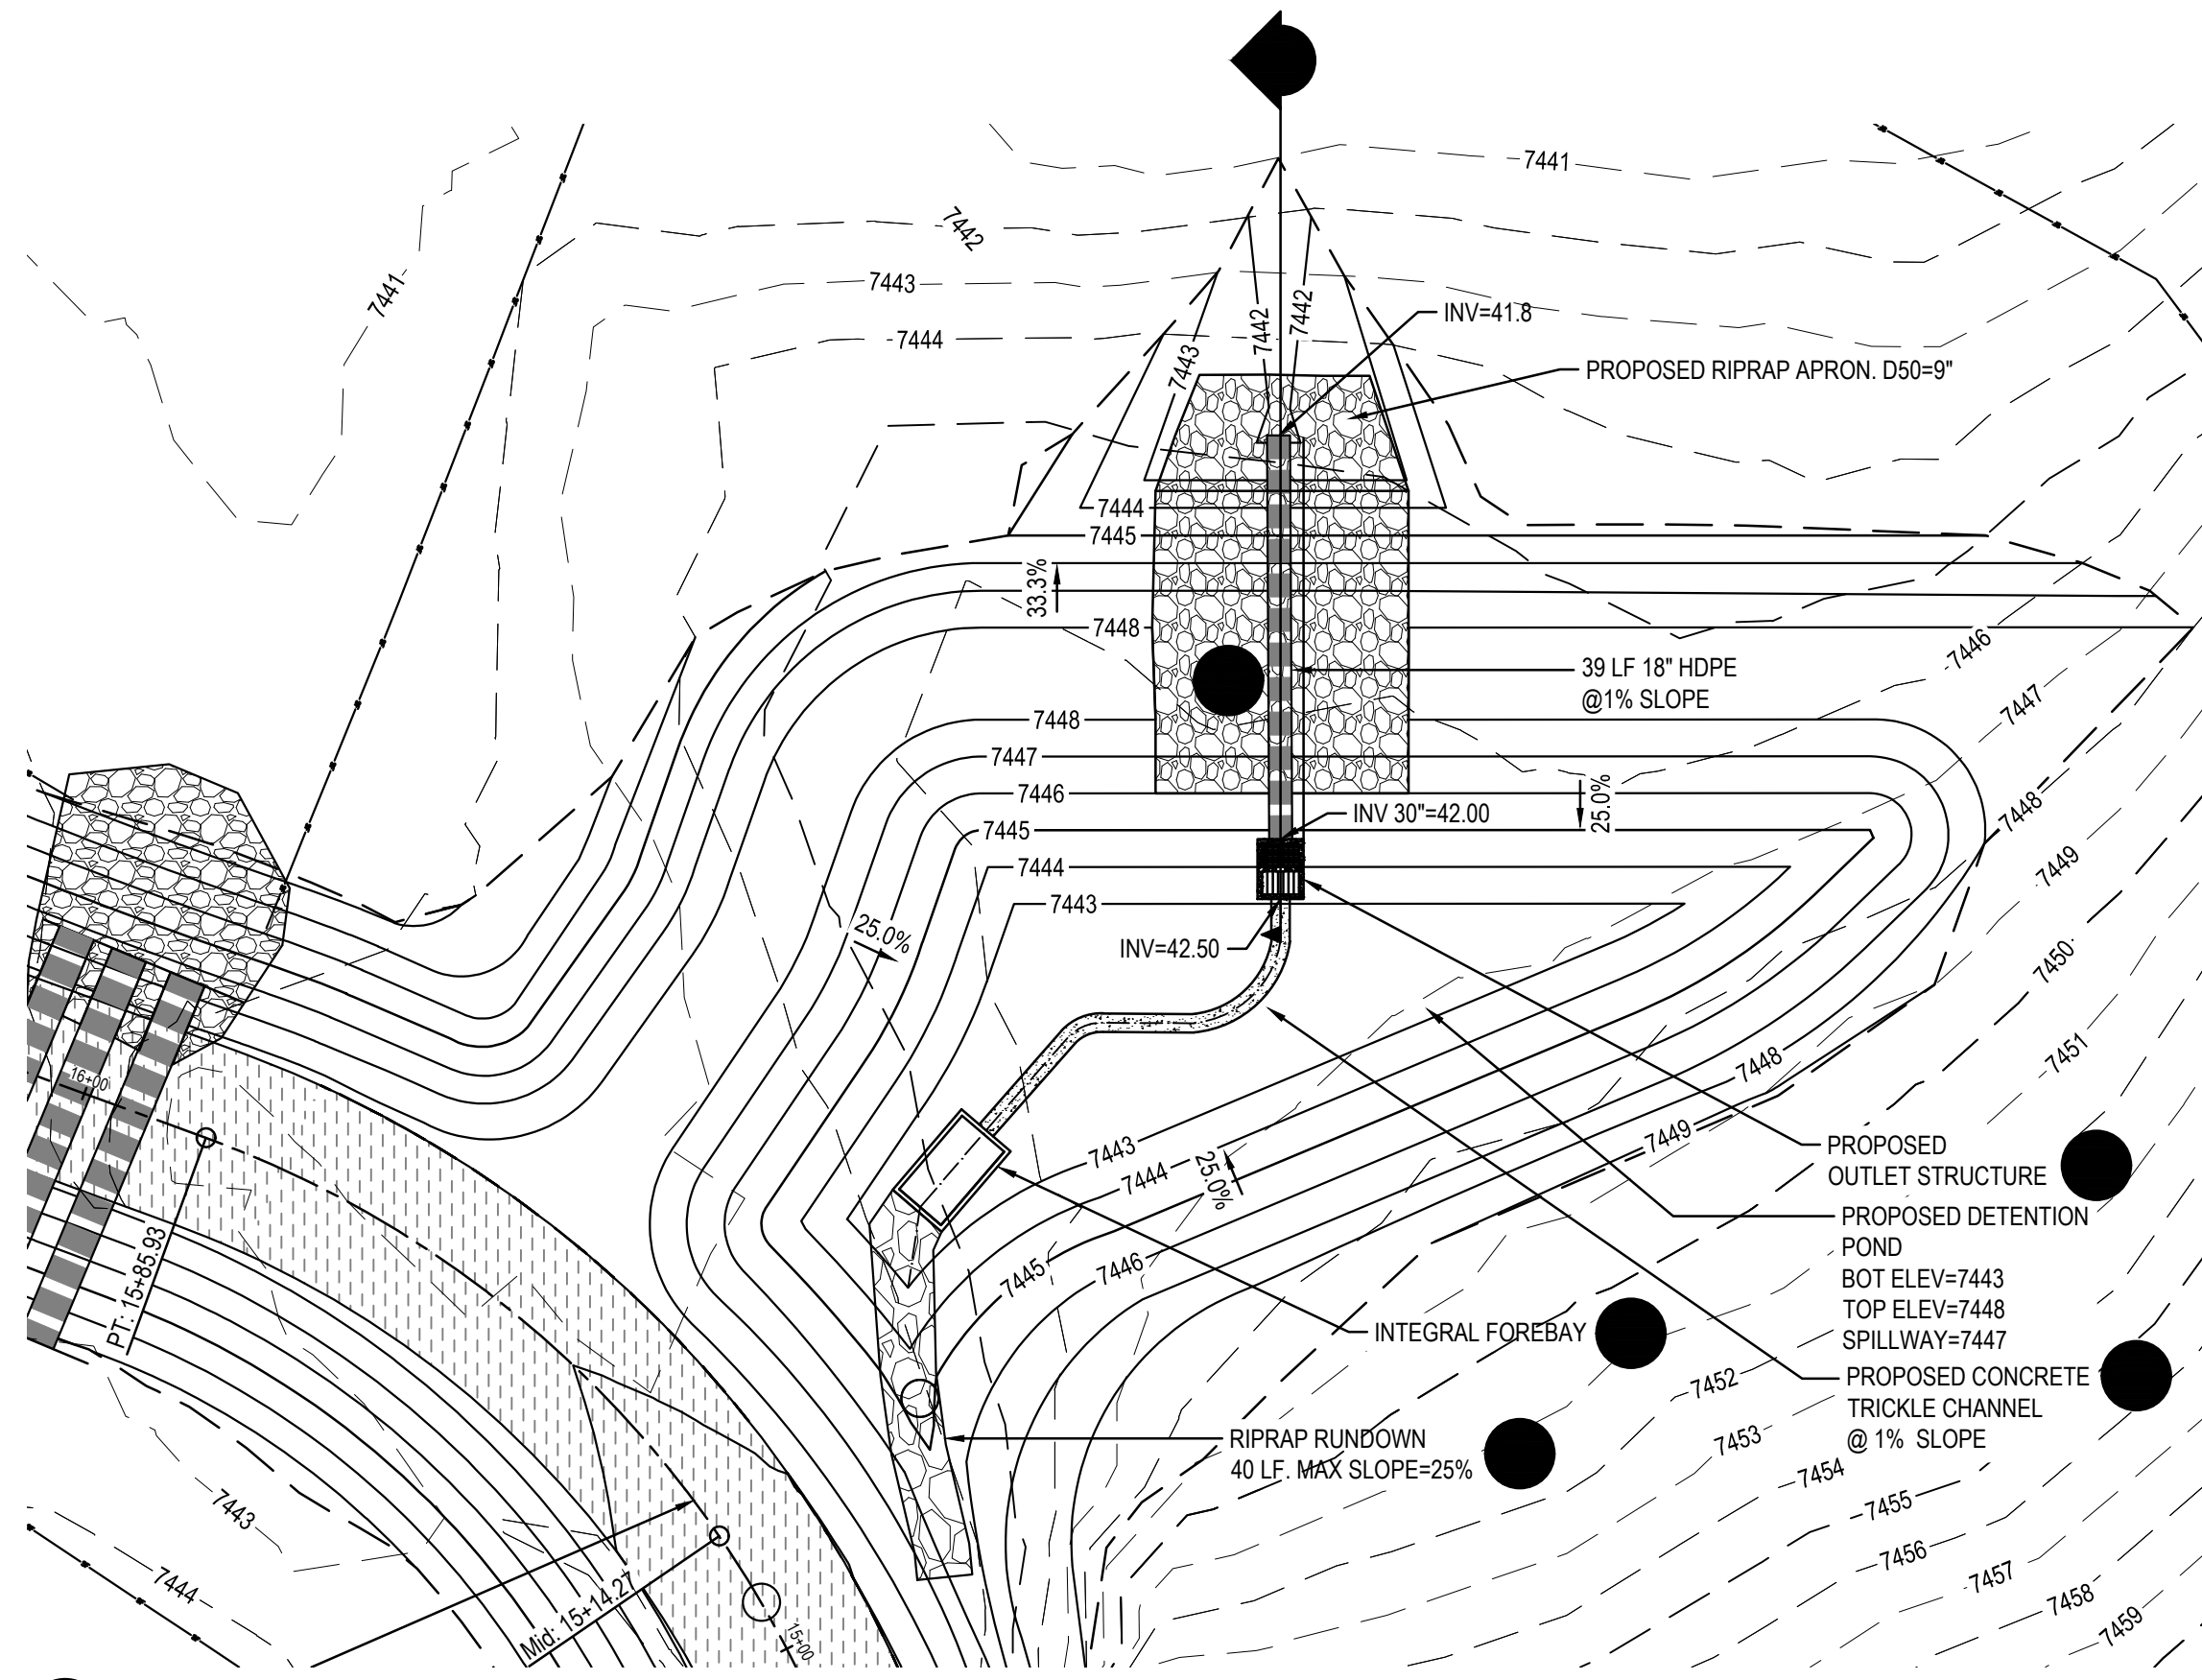 7441
7442
7441
7443
7442
7442
INV=41.8
7444
7443
PROPOSED RIPRAP APRON. D50=9"
7444
7445
33.3%
7448
7446
39 LF 18" HDPE
@1% SLOPE
7447
7448
7447
7446
25.0%
INV 30"=42.00
7448
7445
7444
7449
7443
25.0%
INV=42.50
7450
7451
7448
16+00
7443
7449
PROPOSED
OUTLET STRUCTURE
7444
25.0%
PROPOSED DETENTION
POND
BOT ELEV=7443
TOP ELEV=7448
SPILLWAY=7447
PT: 15+85.93
7445
7446
INTEGRAL FOREBAY
PROPOSED CONCRETE
TRICKLE CHANNEL
@ 1% SLOPE
7452
RIPRAP RUNDOWN
40 LF. MAX SLOPE=25%
7453
7454
7443
7455
7456
7444
7457
7458
Mid: 15+14.27
15+00
7459